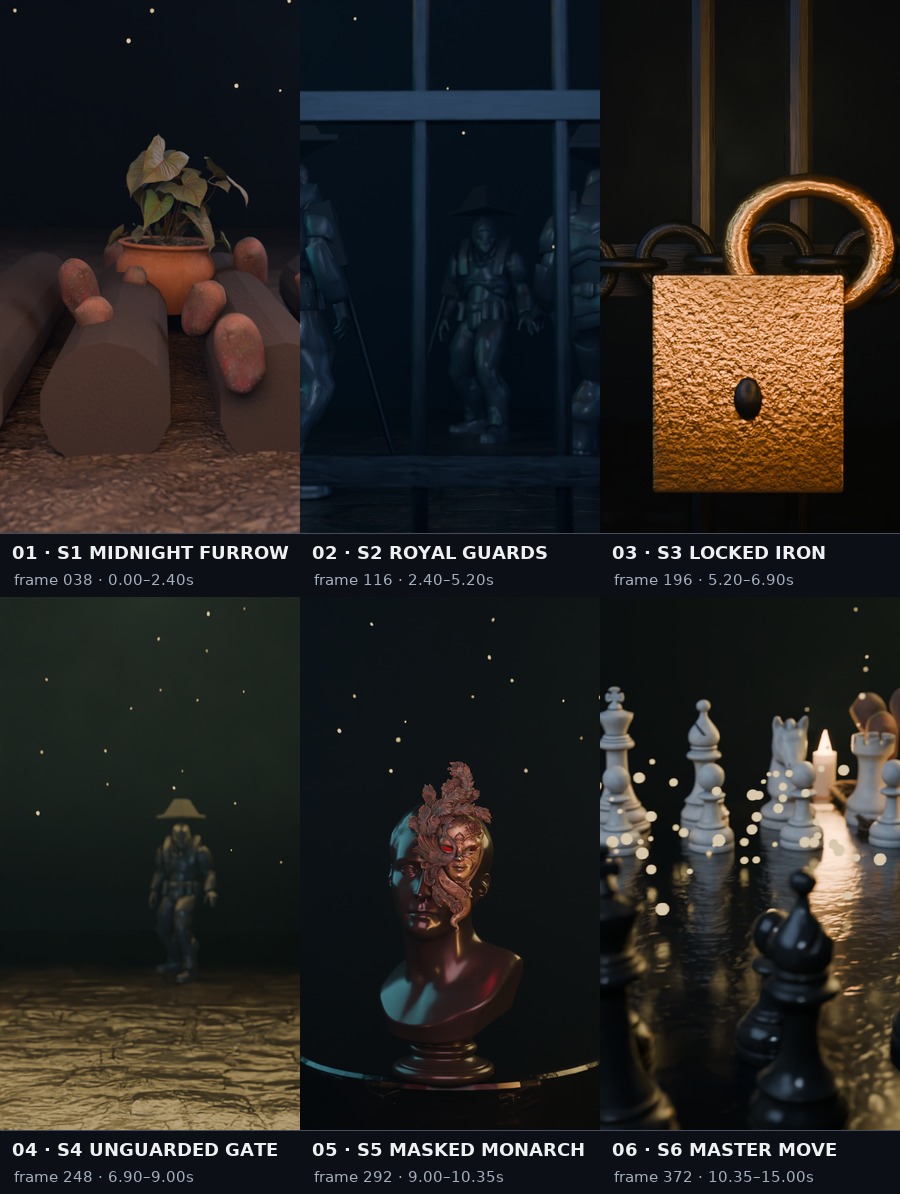 01 · S1 MIDNIGHT FURROW
frame 038 · 0.00–2.40s
02 · S2 ROYAL GUARDS
frame 116 · 2.40–5.20s
03 · S3 LOCKED IRON
frame 196 · 5.20–6.90s
04 · S4 UNGUARDED GATE
frame 248 · 6.90–9.00s
05 · S5 MASKED MONARCH
frame 292 · 9.00–10.35s
06 · S6 MASTER MOVE
frame 372 · 10.35–15.00s